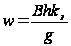 w = Bhk_s / g